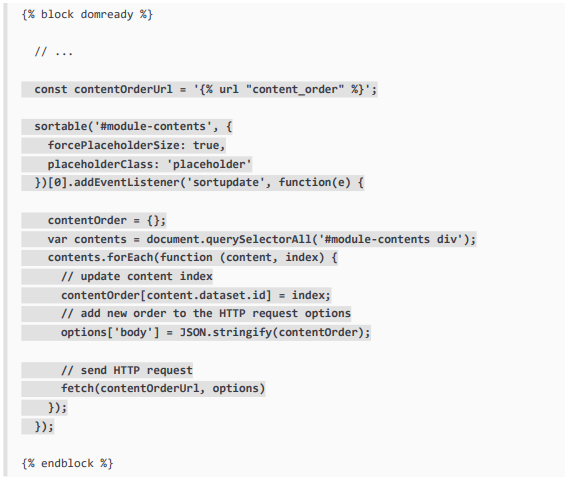 {% block domready %}

  // ...

  const contentOrderUrl = '{% url "content_order" %}';

  sortable('#module-contents', {
    forcePlaceholderSize: true,
    placeholderClass: 'placeholder'
  })[0].addEventListener('sortupdate', function(e) {

    contentOrder = {};
    var contents = document.querySelectorAll('#module-contents div');
    contents.forEach(function (content, index) {
      // update content index
      contentOrder[content.dataset.id] = index;
      // add new order to the HTTP request options
      options['body'] = JSON.stringify(contentOrder);

      // send HTTP request
      fetch(contentOrderUrl, options)
    });
  });

{% endblock %}